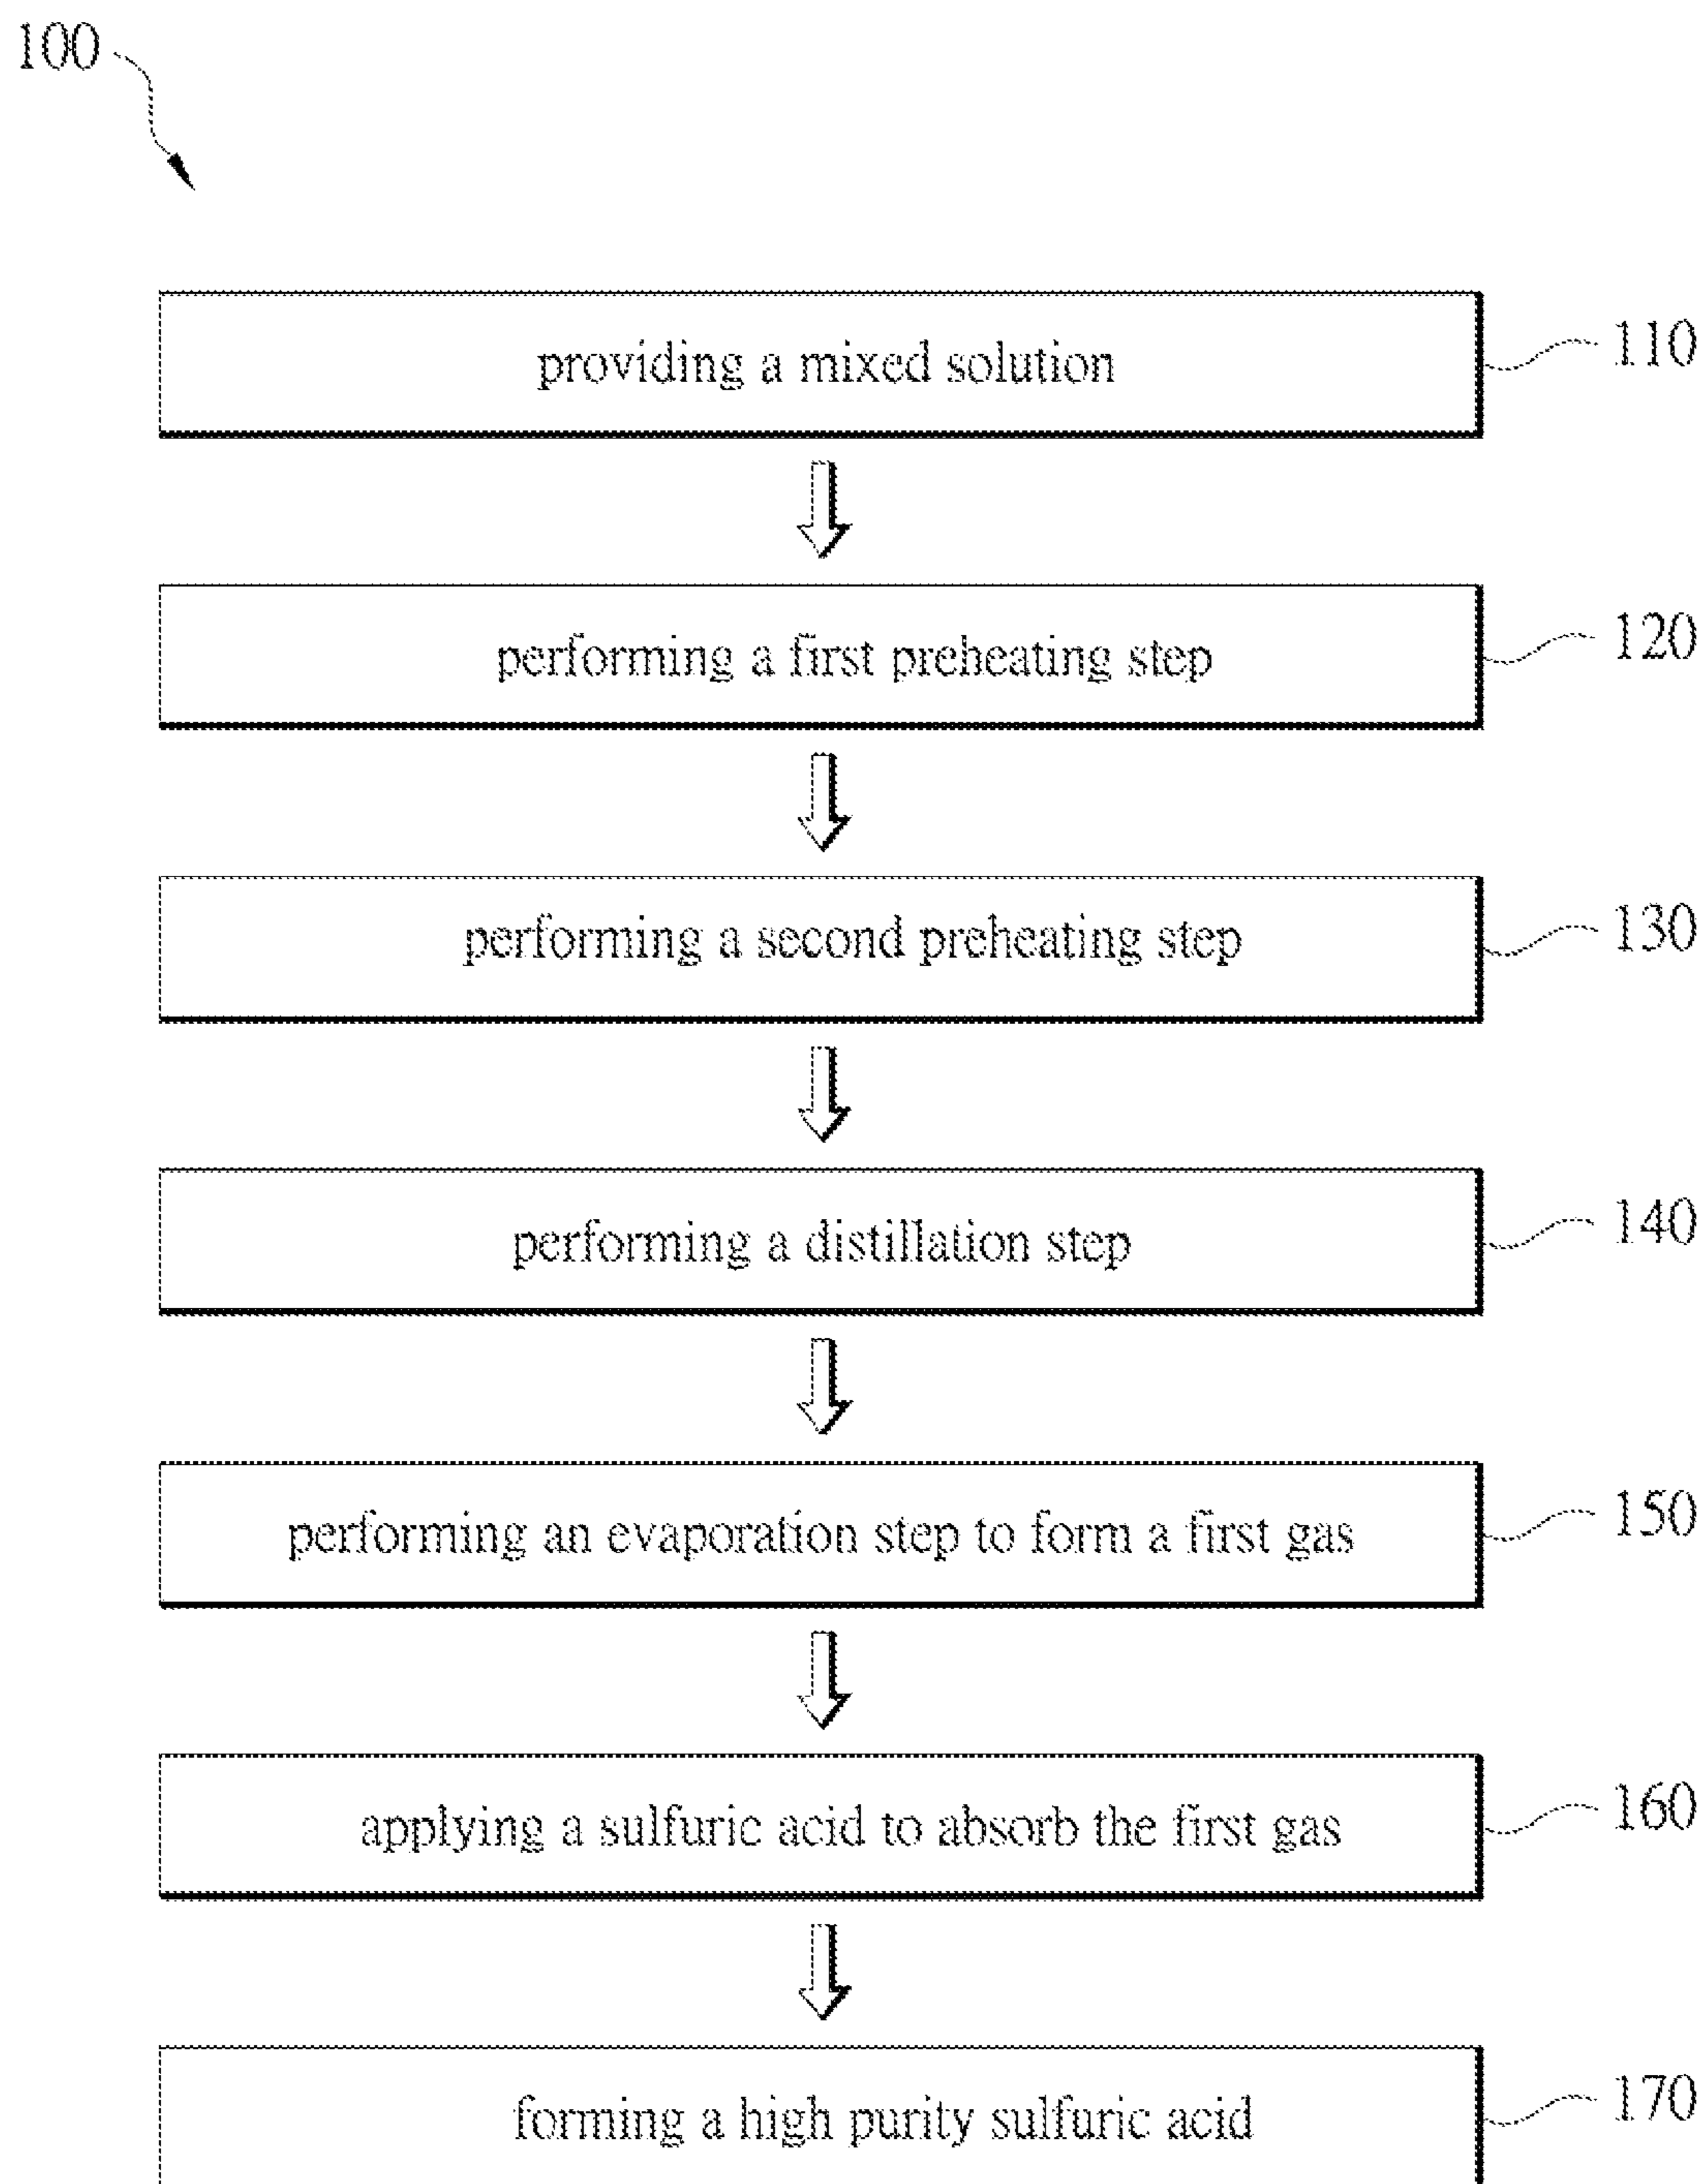 100
providing a mixed solution
110
performing a first preheating step
120
performing a second preheating step
130
performing a distillation step
140
performing an evaporation step to form a first gas
150
applying a sulfuric acid to absorb the first gas
160
forming a high purity sulfuric acid
170